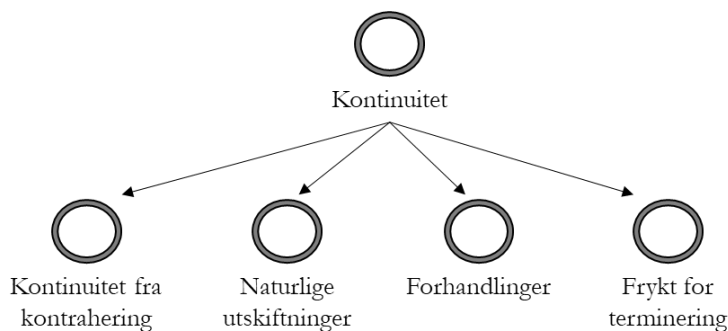 Kontinuitet
Kontinuitet fra
kontrahering
Naturlige
utskiftninger
Forhandlinger
Frykt for
terminering